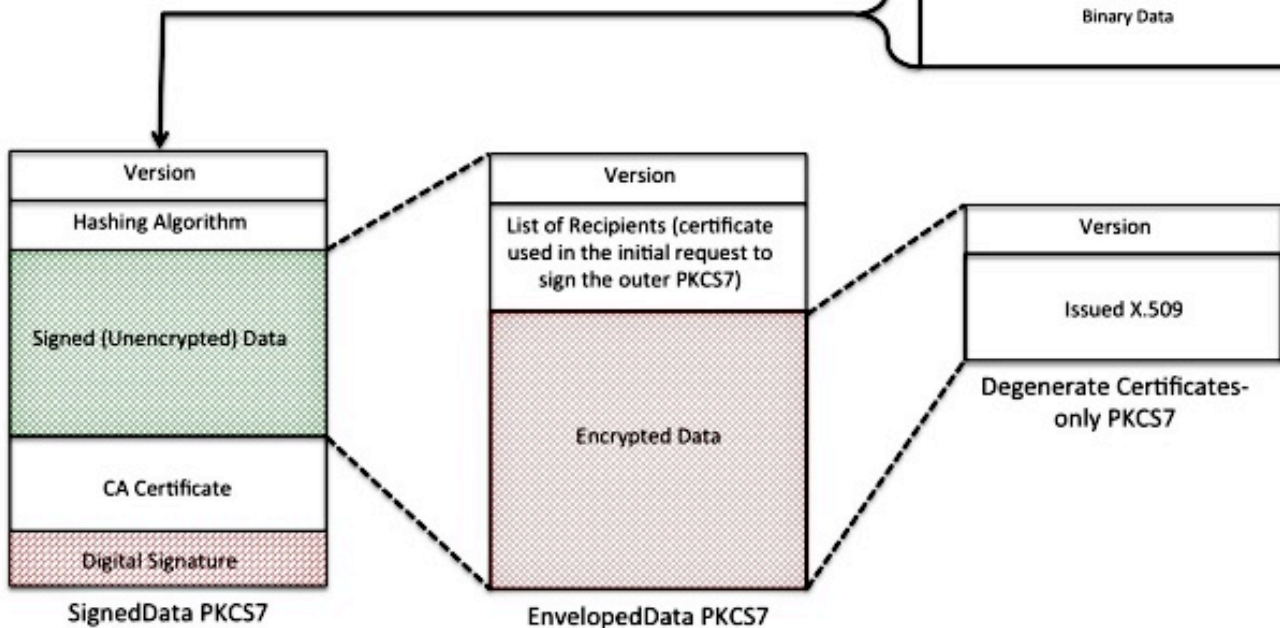 Binary Data
Version
Hashing Algorithm
Signed (Unencrypted) Data
CA Certificate
Digital Signature
SignedData PKCS7
Version
List of Recipients (certificate
used in the initial request to
sign the outer PKCS7)
Encrypted Data
EnvelopedData PKCS7
Version
Issued X.509
Degenerate Certificates-
only PKCS7